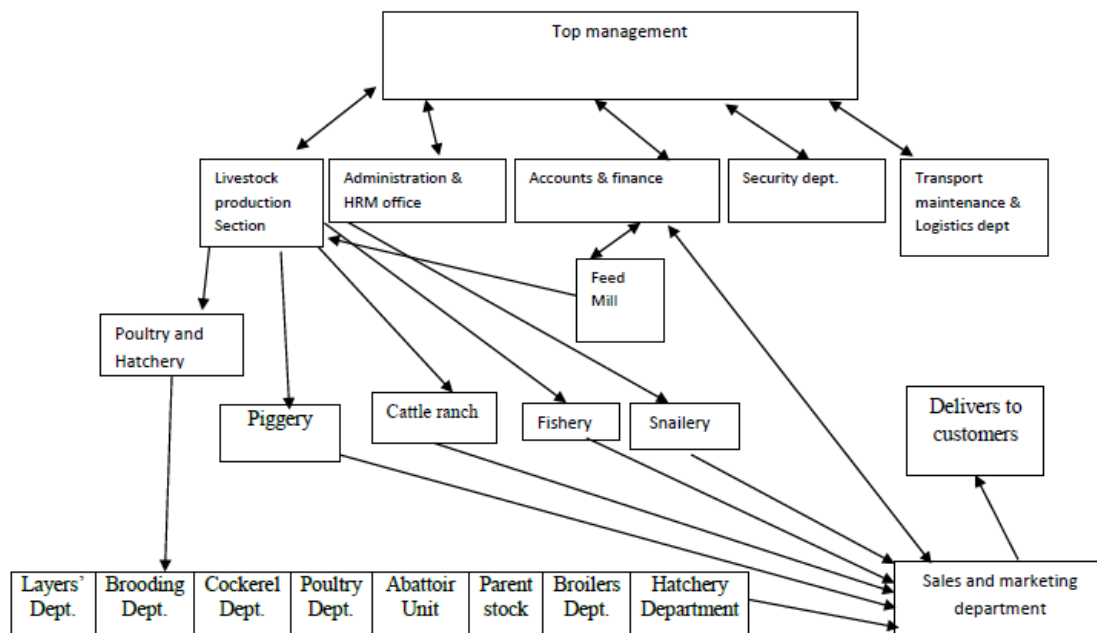 Top management
Livestock
production
Section
Administration &
HRM office
Accounts & finance
Security dept.
Transport
maintenance &
Logistics dept
Feed
Mill
Poultry and
Hatchery
Piggery
Cattle ranch
Fishery
Snailery
Delivers to
customers
Layers'
Dept.
Brooding
Dept.
Cockerel
Dept.
Poultry
Dept.
Abattoir
Unit
Parent
stock
Broilers
Dept.
Hatchery
Department
Sales and marketing
department